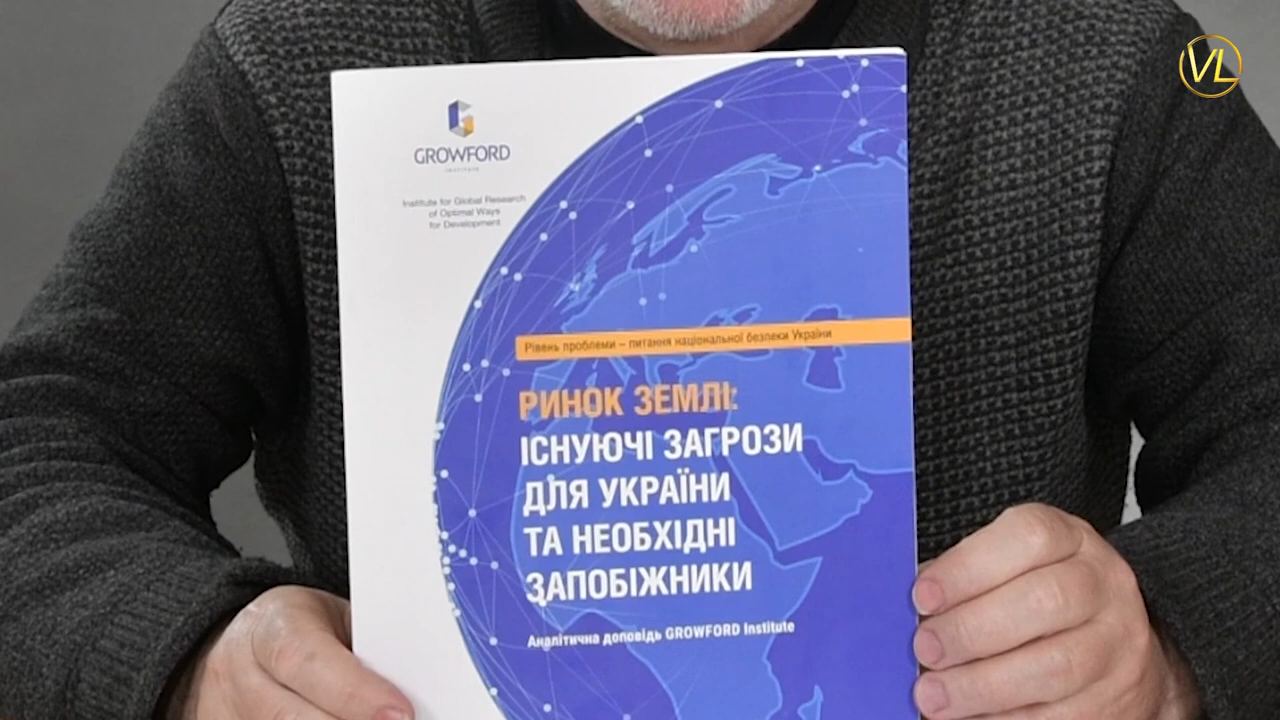 VL
GROWFORD
INSTITUTE
Institute for Global Research
of Optimal Ways
for Development
Рівень проблеми – питання національної безпеки України
РИНОК ЗЕМЛІ:
ІСНУЮЧІ ЗАГРОЗИ
ДЛЯ УКРАЇНИ
ТА НЕОБХІДНІ
ЗАПОБІЖНИКИ
Аналітична доповідь GROWFORD Institute